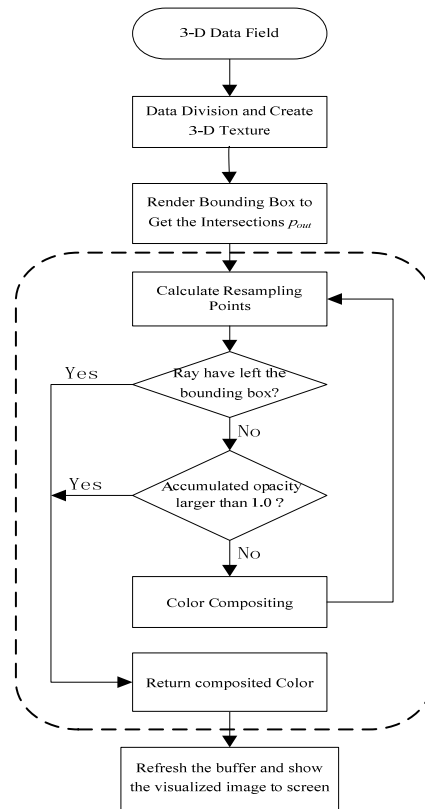 3-D Data Field
Data Division and Create
3-D Texture
Render Bounding Box to
Get the Intersections pout
Calculate Resampling
Points
Ray have left the
bounding box?
Yes
No
Accumulated opacity
larger than 1.0 ?
Yes
No
Color Compositing
Return composited Color
Refresh the buffer and show
the visualized image to screen